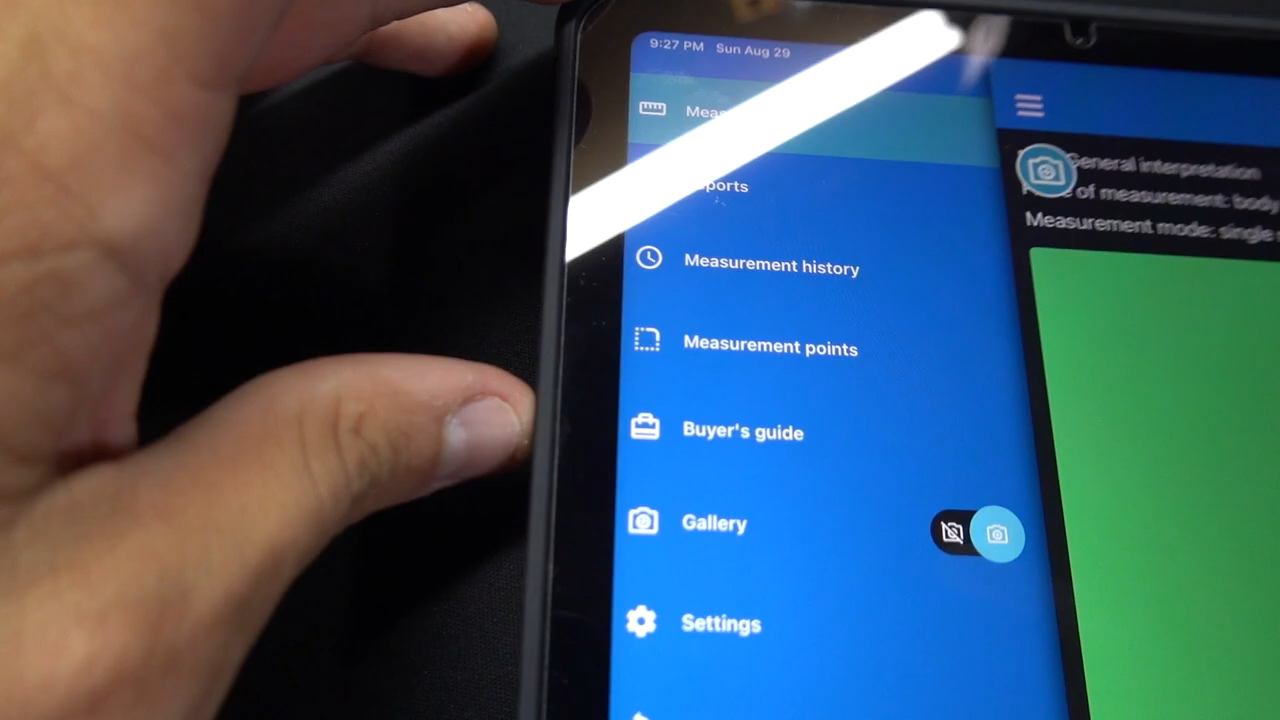 9:27 PM Sun Aug 29
Measurement history
Measurement points
Buyer's guide
Gallery
Settings
General interpretation
of measurement: body
Measurement mode: single